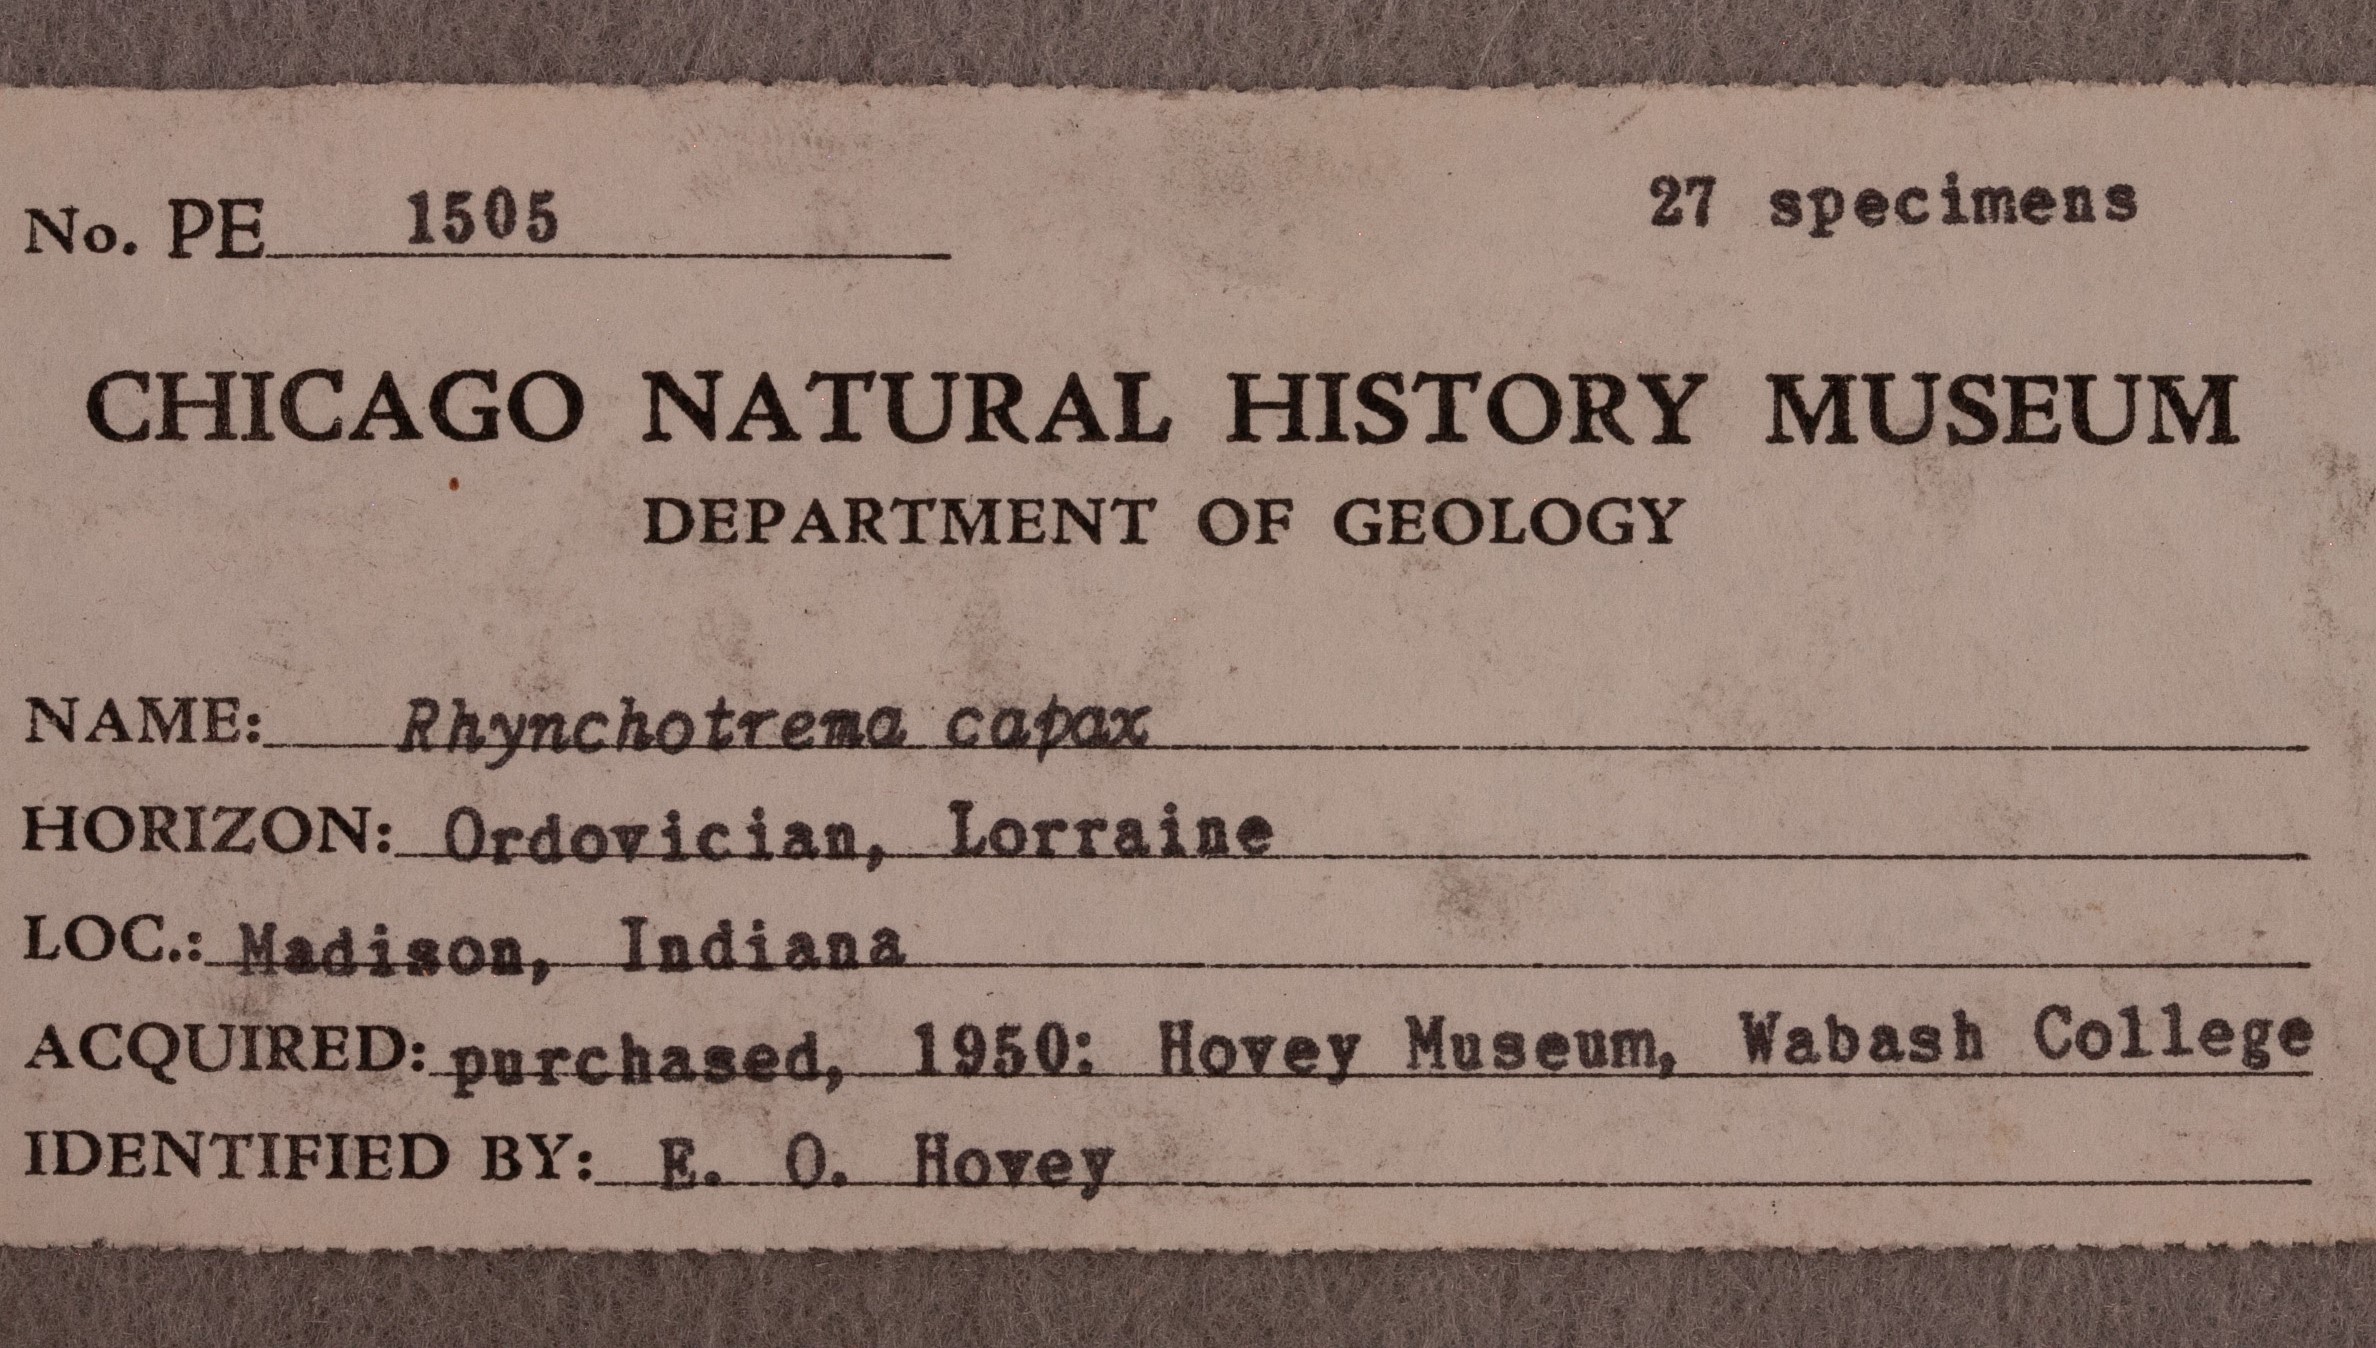 No. PE 1505 27 specimens
CHICAGO NATURAL HISTORY MUSEUM
DEPARTMENT OF GEOLOGY
NAME: Rhynchotrema capax
HORIZON: Ordovician, Lorraine
LOC.: Madison, Indiana
ACQUIRED: purchased, 1950: Hovey Museum, Wabash College
IDENTIFIED BY: E. O. Hovey